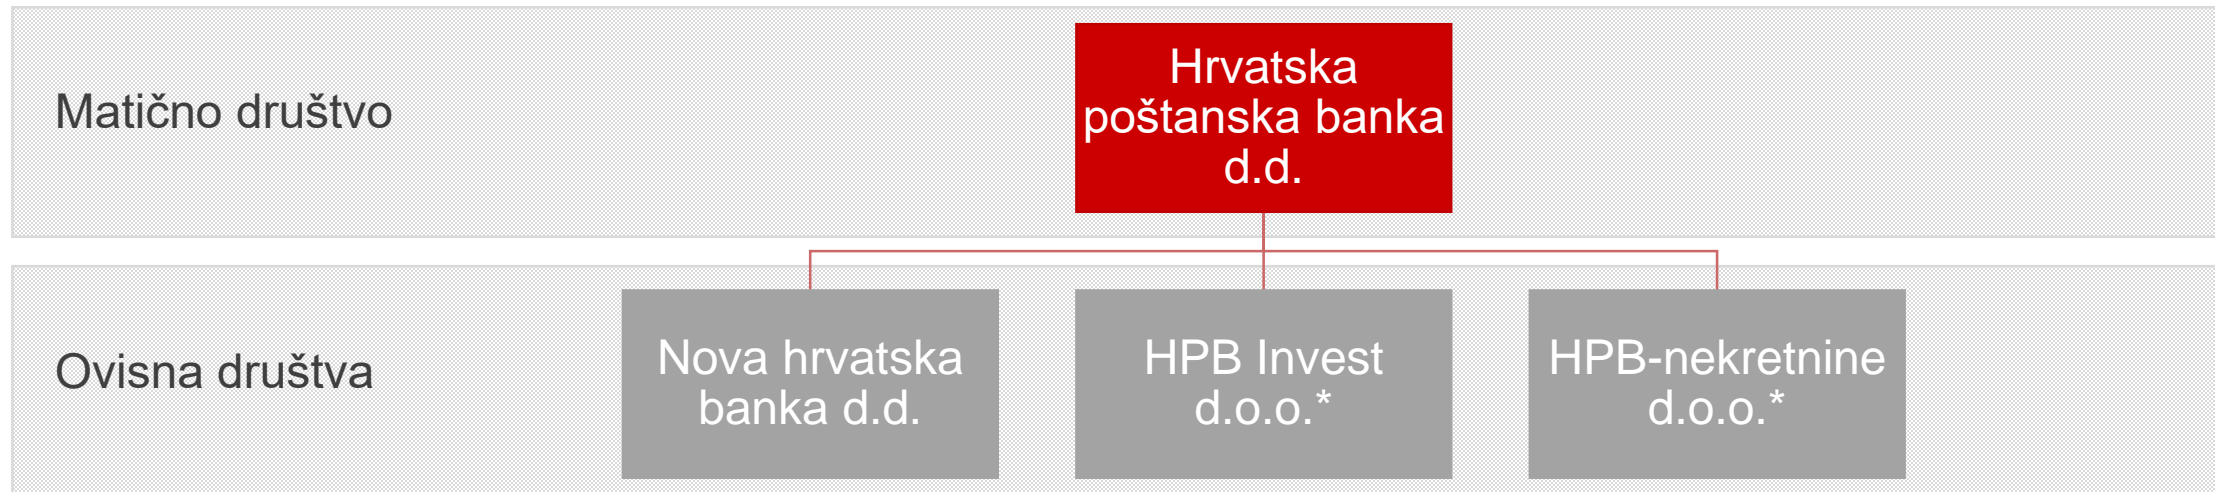 Matično društvo
Hrvatska
poštanska banka
d.d.
Ovisna društva
Nova hrvatska
banka d.d.
HPB Invest
d.o.o.*
HPB-nekretnine
d.o.o.*